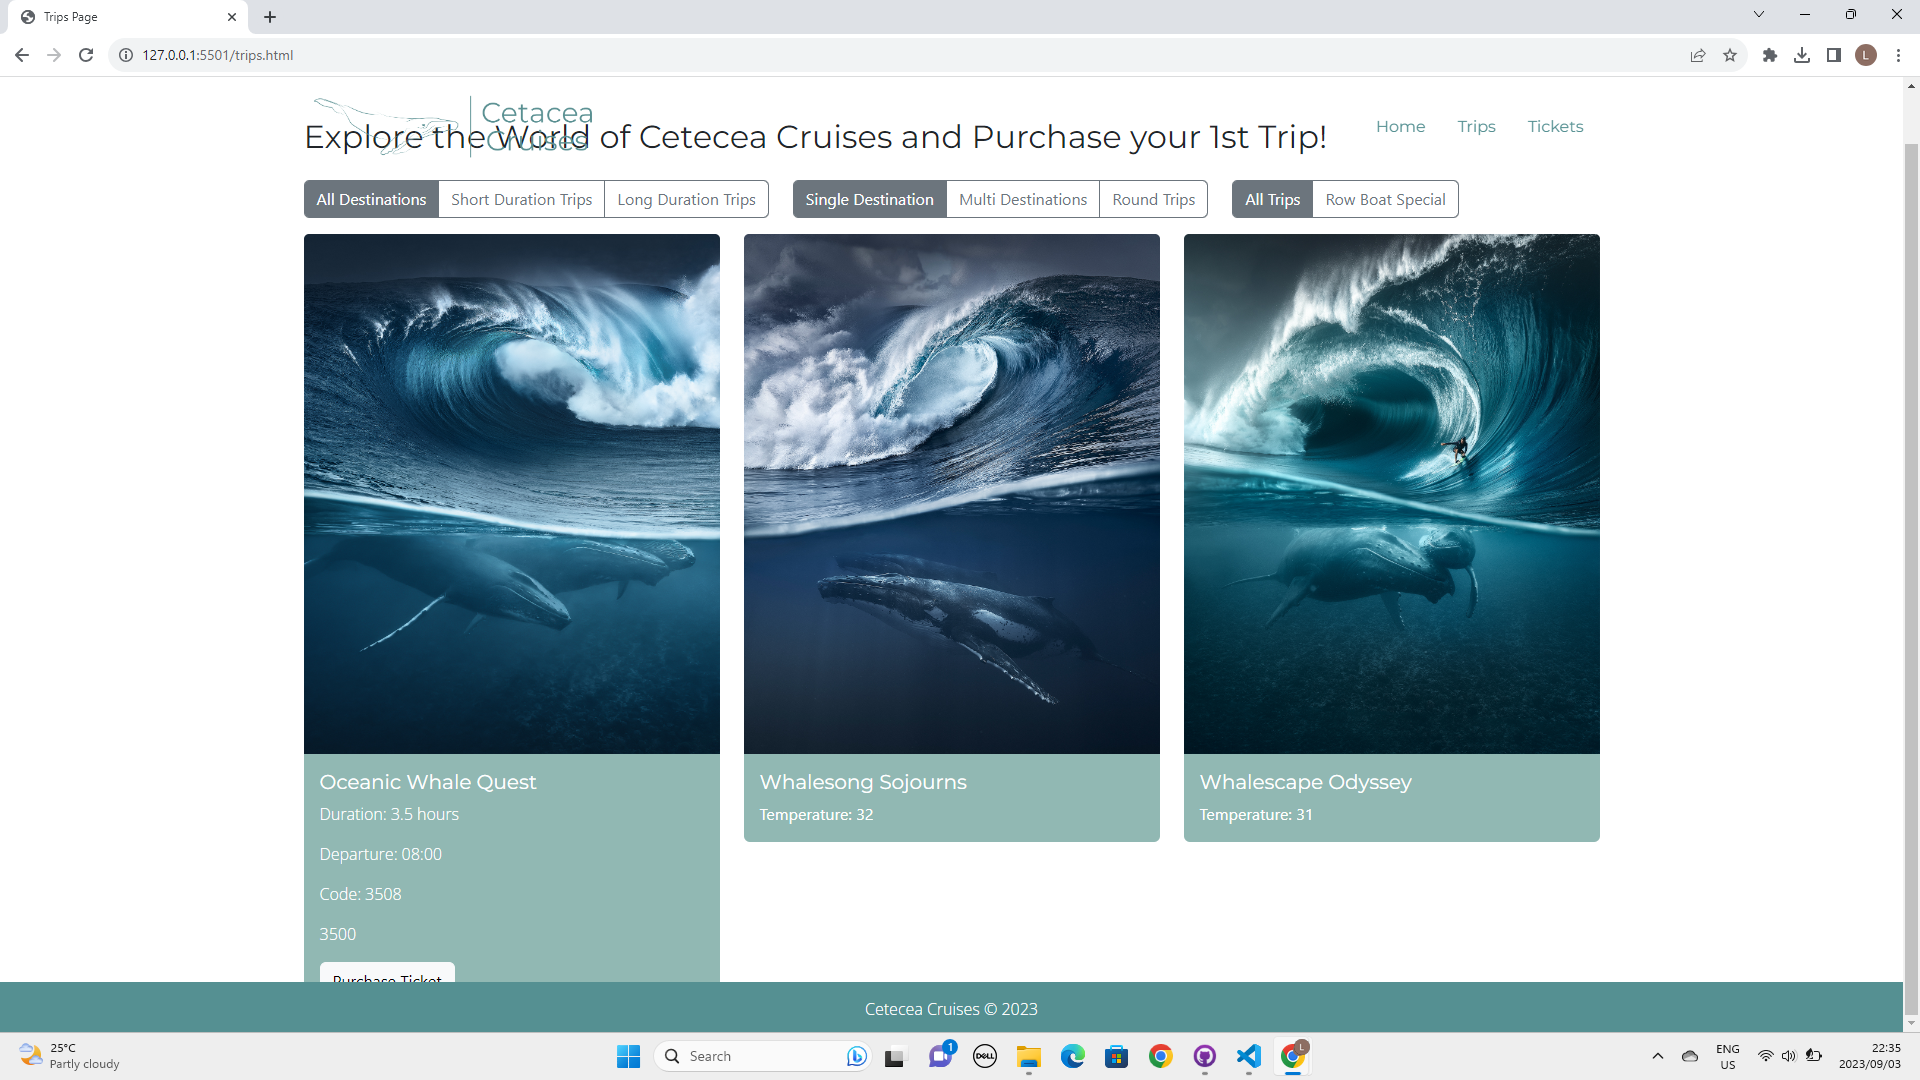 Trips Page
127.0.0.1:5501/trips.html
L
Cetacea
Cruises
Home Trips Tickets
Explore the World of Cetecea Cruises and Purchase your 1st Trip!
All Destinations Short Duration Trips Long Duration Trips Single Destination Multi Destinations Round Trips All Trips Row Boat Special
Oceanic Whale Quest
Duration: 3.5 hours
Departure: 08:00
Code: 3508
3500
Purchase Ticket
Whalesong Sojourns
Temperature: 32
Whalescape Odyssey
Temperature: 31
Cetecea Cruises © 2023
25°C
Partly cloudy
Search
1
DELL
L
ENG
US
22:35
2023/09/03